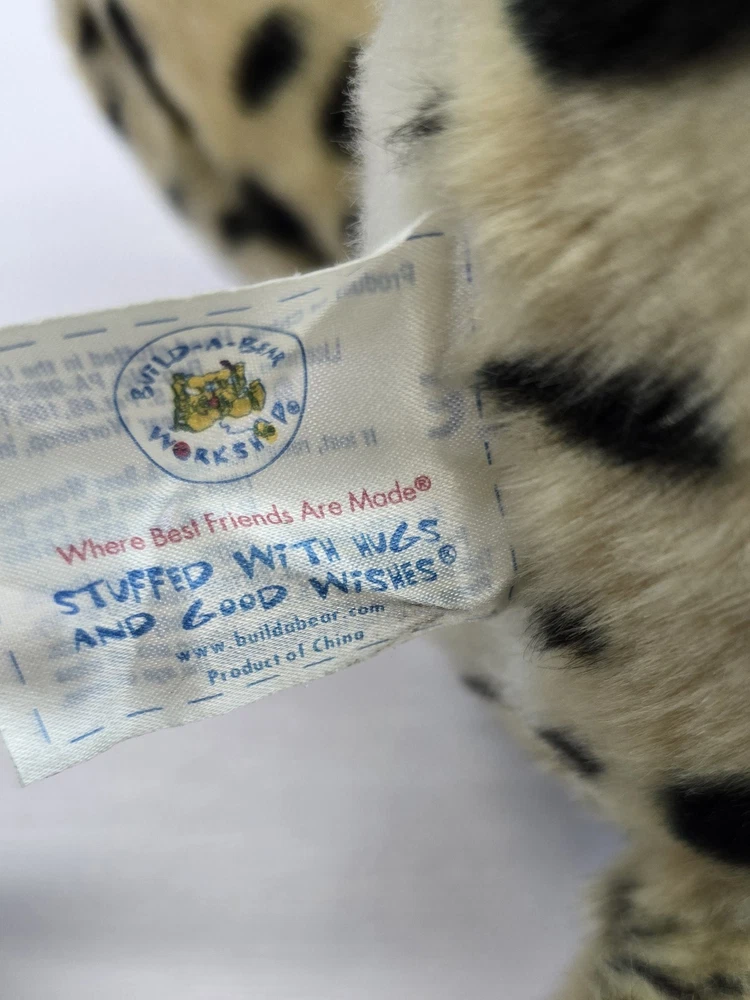 BUILD-A-BEAR
WORKSHOP
Where Best Friends Are Made®
STUFFED WITH HUGS
AND GOOD WISHES®
www.buildabear.com
Product of China